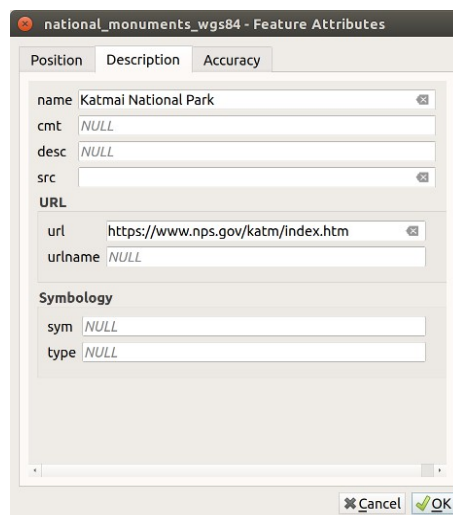 national_monuments_wgs84 - Feature Attributes
Position Description Accuracy
name Katmai National Park
cmt NULL
desc NULL
src
URL
url https://www.nps.gov/katm/index.htm
urlname NULL
Symbology
sym NULL
type NULL
Cancel OK